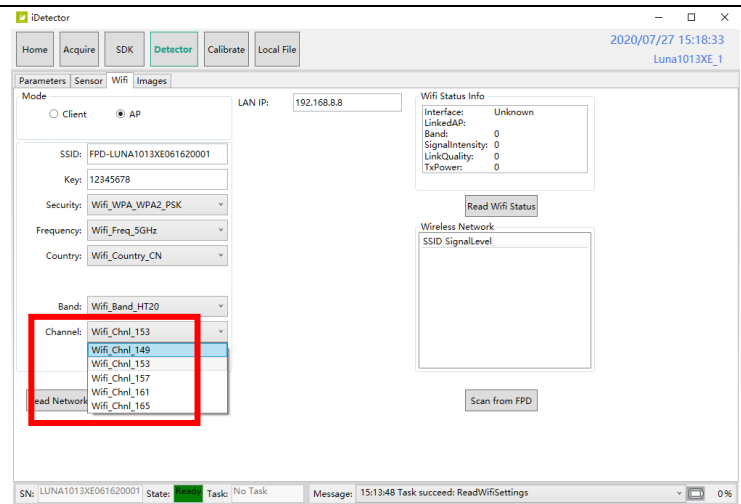 iDetector
Home Acquire SDK Detector Calibrate Local File
2020/07/27 15:18:33
Luna1013XE_1
Parameters Sensor Wifi Images
Mode
Client AP
SSID: FPD-LUNA1013XE061620001
Key: 12345678
Security: Wifi_WPA_WPA2_PSK
Frequency: Wifi_Freq_5GHz
Country: Wifi_Country_CN
Band: Wifi_Band_HT20
Channel: Wifi_Chnl_153
Wifi_Chnl_149
Wifi_Chnl_153
Wifi_Chnl_157
Wifi_Chnl_161
Wifi_Chnl_165
ead Network
LAN IP: 192.168.8.8
Wifi Status Info
Interface: Unknown
LinkedAP:
Band: 0
SignalIntensity: 0
LinkQuality: 0
TxPower: 0
Read Wifi Status
Wireless Network
SSID SignalLevel
Scan from FPD
SN: LUNA1013XE061620001 State: Ready Task: No Task Message: 15:13:48 Task succeed: ReadWifiSettings 0%